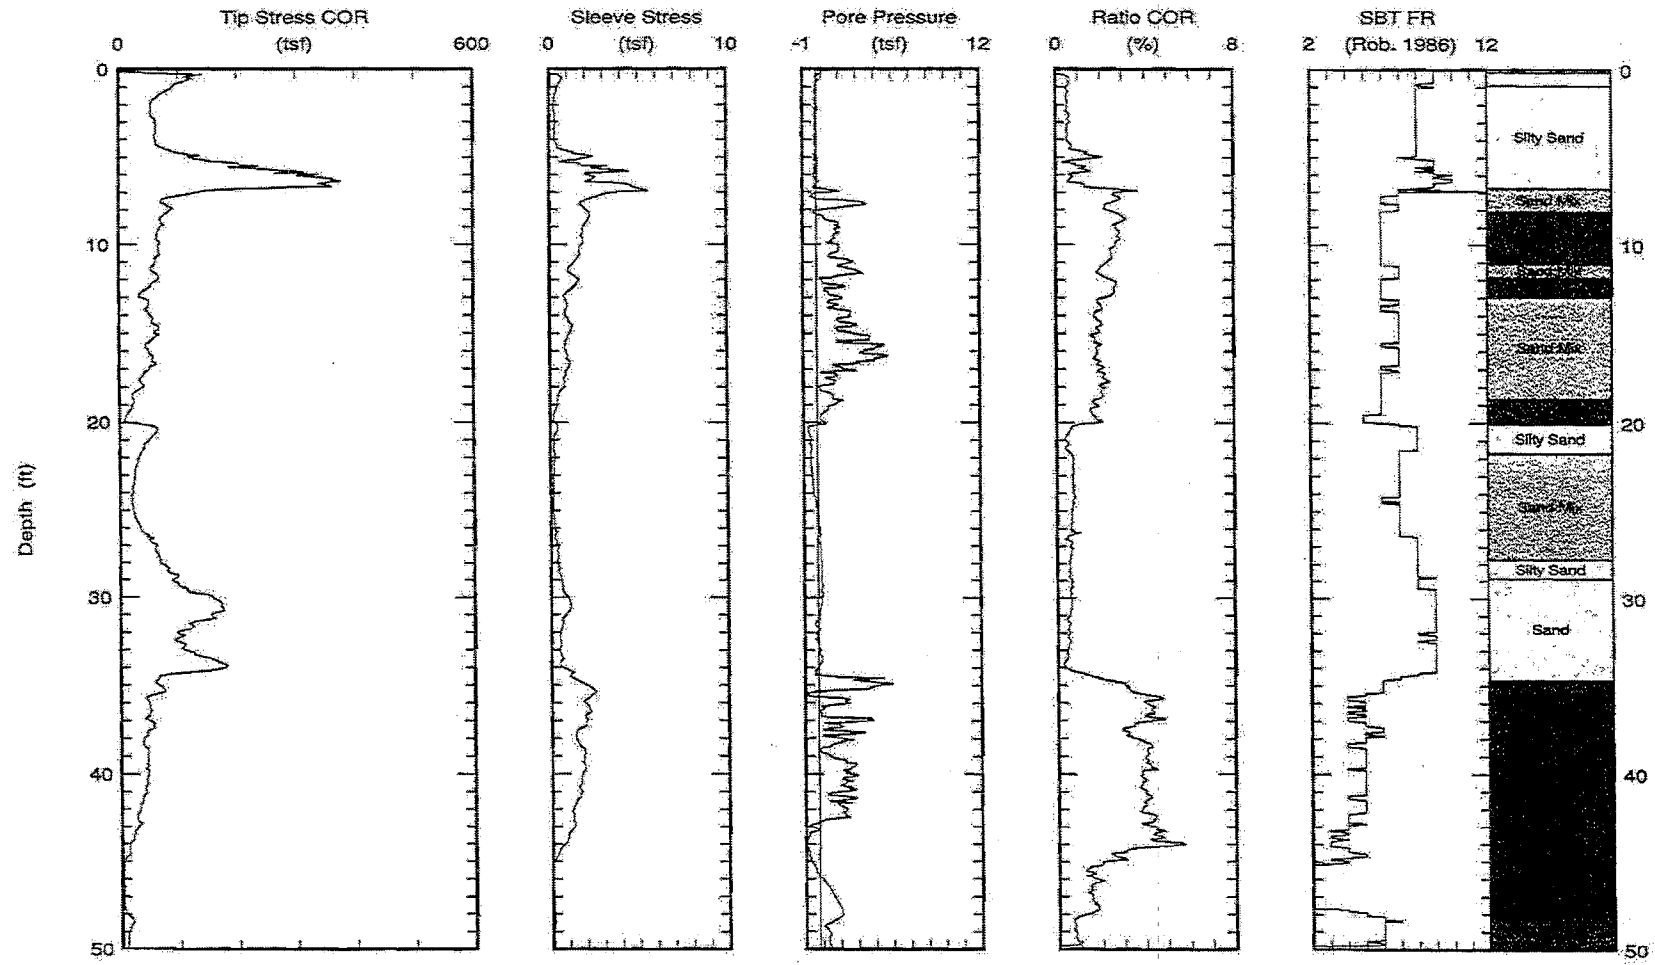 Tip Stress COR
(tsf)
0 600
Sleeve Stress
(tsf)
0 10
Pore Pressure
(tsf)
-1 12
Ratio COR
(%)
0 8
SBT FR
(Rob. 1986)
2 12
Depth (ft)
0
10
20
30
40
50
Silty Sand
Sand Mix
Sand Mix
Sand Mix
Silty Sand
Sand Mix
Silty Sand
Sand
0
10
20
30
40
50